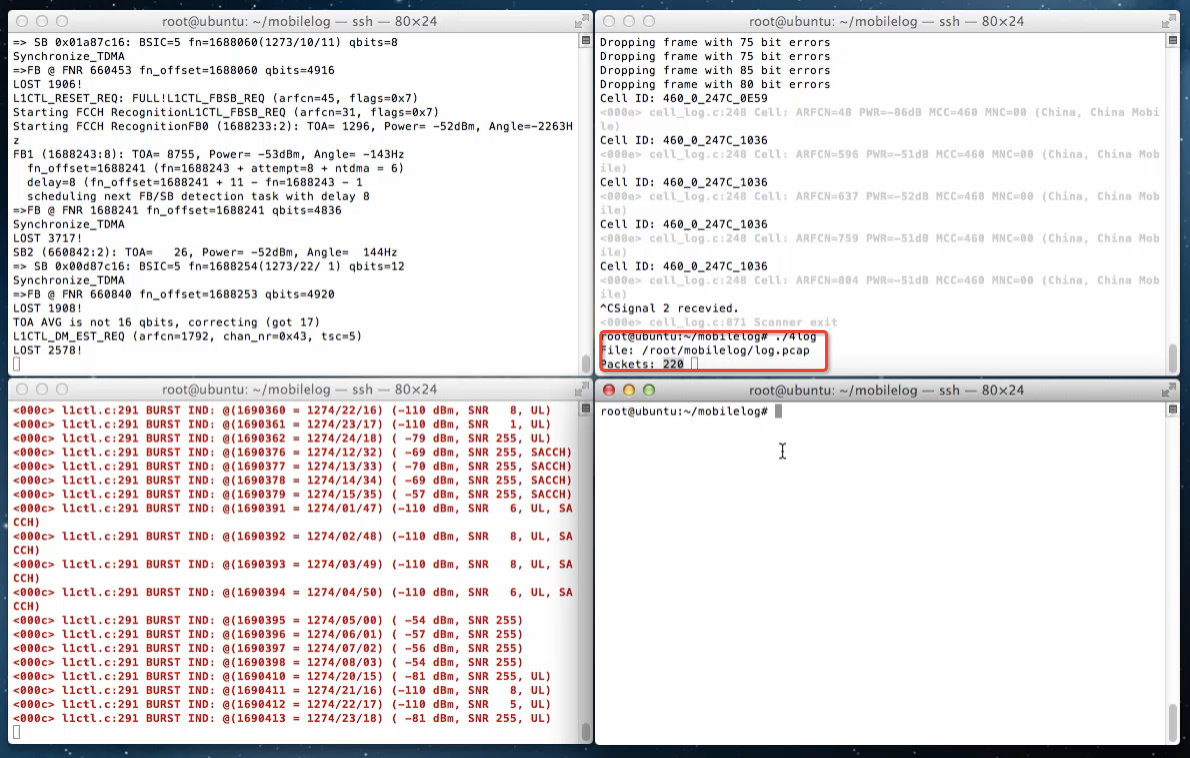 root@ubuntu: ~/mobilelog — ssh — 80×24
=> SB 0x01a87c16: BSIC=5 fn=1688060(1273/10/11) qbits=8
Synchronize_TDMA
=>FB @ FNR 660453 fn_offset=1688060 qbits=4916
LOST 1906!
L1CTL_RESET_REQ: FULL!L1CTL_FBSB_REQ (arfcn=45, flags=0x7)
Starting FCCH RecognitionL1CTL_FBSB_REQ (arfcn=31, flags=0x7)
Starting FCCH RecognitionFB0 (1688233:2): TOA= 1296, Power= -52dBm, Angle=-2263H
z
FB1 (1688243:8): TOA= 8755, Power= -53dBm, Angle= -143Hz
  fn_offset=1688241 (fn=1688243 + attempt=8 + ntdma = 6)
  delay=8 (fn_offset=1688241 + 11 - fn=1688243 - 1
  scheduling next FB/SB detection task with delay 8
=>FB @ FNR 1688241 fn_offset=1688241 qbits=4836
Synchronize_TDMA
LOST 3717!
SB2 (660842:2): TOA=   26, Power= -52dBm, Angle=  144Hz
=> SB 0x00d87c16: BSIC=5 fn=1688254(1273/22/ 1) qbits=12
Synchronize_TDMA
=>FB @ FNR 660840 fn_offset=1688253 qbits=4920
LOST 1908!
TOA AVG is not 16 qbits, correcting (got 17)
L1CTL_DM_EST_REQ (arfcn=1792, chan_nr=0x43, tsc=5)
LOST 2578!
root@ubuntu: ~/mobilelog — ssh — 80×24
Dropping frame with 75 bit errors
Dropping frame with 75 bit errors
Dropping frame with 85 bit errors
Dropping frame with 80 bit errors
Cell ID: 460_0_247C_0E59
<000e> cell_log.c:248 Cell: ARFCN=48 PWR=-86dB MCC=460 MNC=00 (China, China Mobi
le)
Cell ID: 460_0_247C_1036
<000e> cell_log.c:248 Cell: ARFCN=596 PWR=-51dB MCC=460 MNC=00 (China, China Mob
ile)
Cell ID: 460_0_247C_1036
<000e> cell_log.c:248 Cell: ARFCN=637 PWR=-52dB MCC=460 MNC=00 (China, China Mob
ile)
Cell ID: 460_0_247C_1036
<000e> cell_log.c:248 Cell: ARFCN=759 PWR=-51dB MCC=460 MNC=00 (China, China Mob
ile)
Cell ID: 460_0_247C_1036
<000e> cell_log.c:248 Cell: ARFCN=804 PWR=-51dB MCC=460 MNC=00 (China, China Mob
ile)
^CSignal 2 recevied.
<000e> cell_log.c:871 Scanner exit
root@ubuntu:~/mobilelog# ./4log
File: /root/mobilelog/log.pcap
Packets: 220
root@ubuntu: ~/mobilelog — ssh — 80×24
<000c> l1ctl.c:291 BURST IND: @(1690360 = 1274/22/16) (-110 dBm, SNR   8, UL)
<000c> l1ctl.c:291 BURST IND: @(1690361 = 1274/23/17) (-110 dBm, SNR   1, UL)
<000c> l1ctl.c:291 BURST IND: @(1690362 = 1274/24/18) ( -79 dBm, SNR 255, UL)
<000c> l1ctl.c:291 BURST IND: @(1690376 = 1274/12/32) ( -69 dBm, SNR 255, SACCH)
<000c> l1ctl.c:291 BURST IND: @(1690377 = 1274/13/33) ( -70 dBm, SNR 255, SACCH)
<000c> l1ctl.c:291 BURST IND: @(1690378 = 1274/14/34) ( -69 dBm, SNR 255, SACCH)
<000c> l1ctl.c:291 BURST IND: @(1690379 = 1274/15/35) ( -57 dBm, SNR 255, SACCH)
<000c> l1ctl.c:291 BURST IND: @(1690391 = 1274/01/47) (-110 dBm, SNR   6, UL, SA
CCH)
<000c> l1ctl.c:291 BURST IND: @(1690392 = 1274/02/48) (-110 dBm, SNR   8, UL, SA
CCH)
<000c> l1ctl.c:291 BURST IND: @(1690393 = 1274/03/49) (-110 dBm, SNR   8, UL, SA
CCH)
<000c> l1ctl.c:291 BURST IND: @(1690394 = 1274/04/50) (-110 dBm, SNR   6, UL, SA
CCH)
<000c> l1ctl.c:291 BURST IND: @(1690395 = 1274/05/00) ( -54 dBm, SNR 255)
<000c> l1ctl.c:291 BURST IND: @(1690396 = 1274/06/01) ( -57 dBm, SNR 255)
<000c> l1ctl.c:291 BURST IND: @(1690397 = 1274/07/02) ( -56 dBm, SNR 255)
<000c> l1ctl.c:291 BURST IND: @(1690398 = 1274/08/03) ( -54 dBm, SNR 255)
<000c> l1ctl.c:291 BURST IND: @(1690410 = 1274/20/15) ( -81 dBm, SNR 255, UL)
<000c> l1ctl.c:291 BURST IND: @(1690411 = 1274/21/16) (-110 dBm, SNR   8, UL)
<000c> l1ctl.c:291 BURST IND: @(1690412 = 1274/22/17) (-110 dBm, SNR   5, UL)
<000c> l1ctl.c:291 BURST IND: @(1690413 = 1274/23/18) ( -81 dBm, SNR 255, UL)
root@ubuntu: ~/mobilelog — ssh — 80×24
root@ubuntu:~/mobilelog#